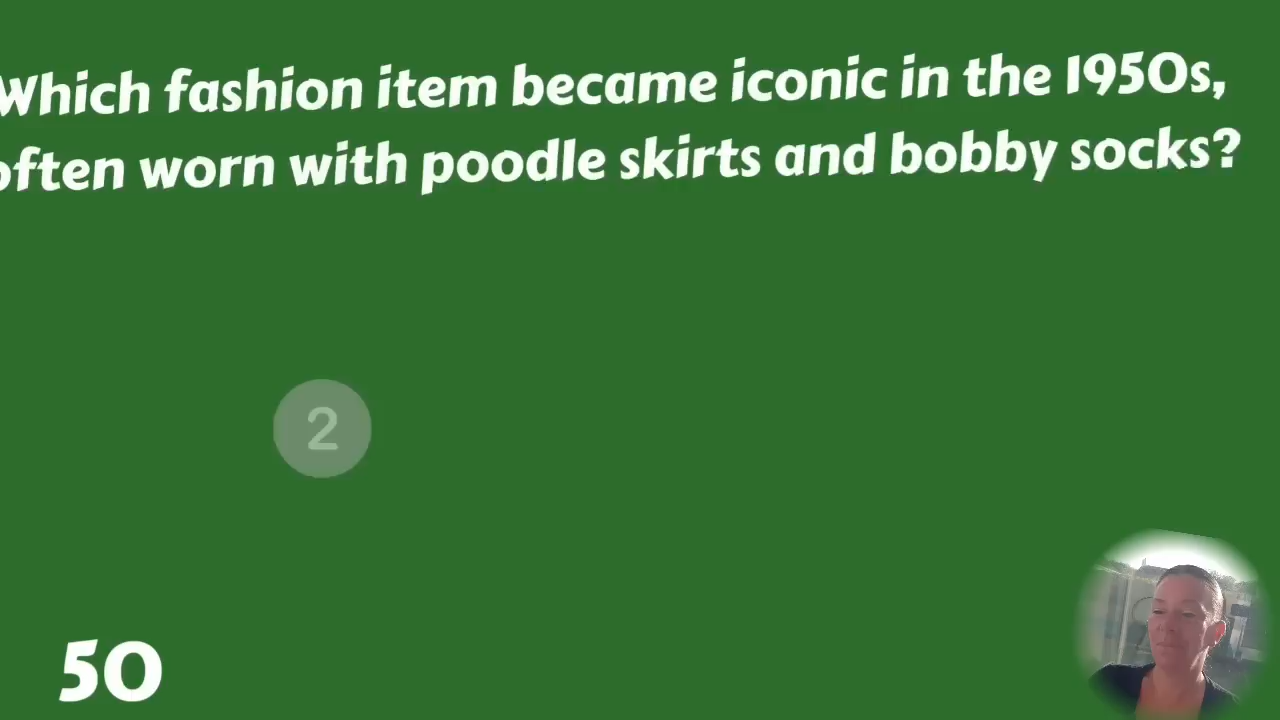 Which fashion item became iconic in the 1950s,
often worn with poodle skirts and bobby socks?
2
50